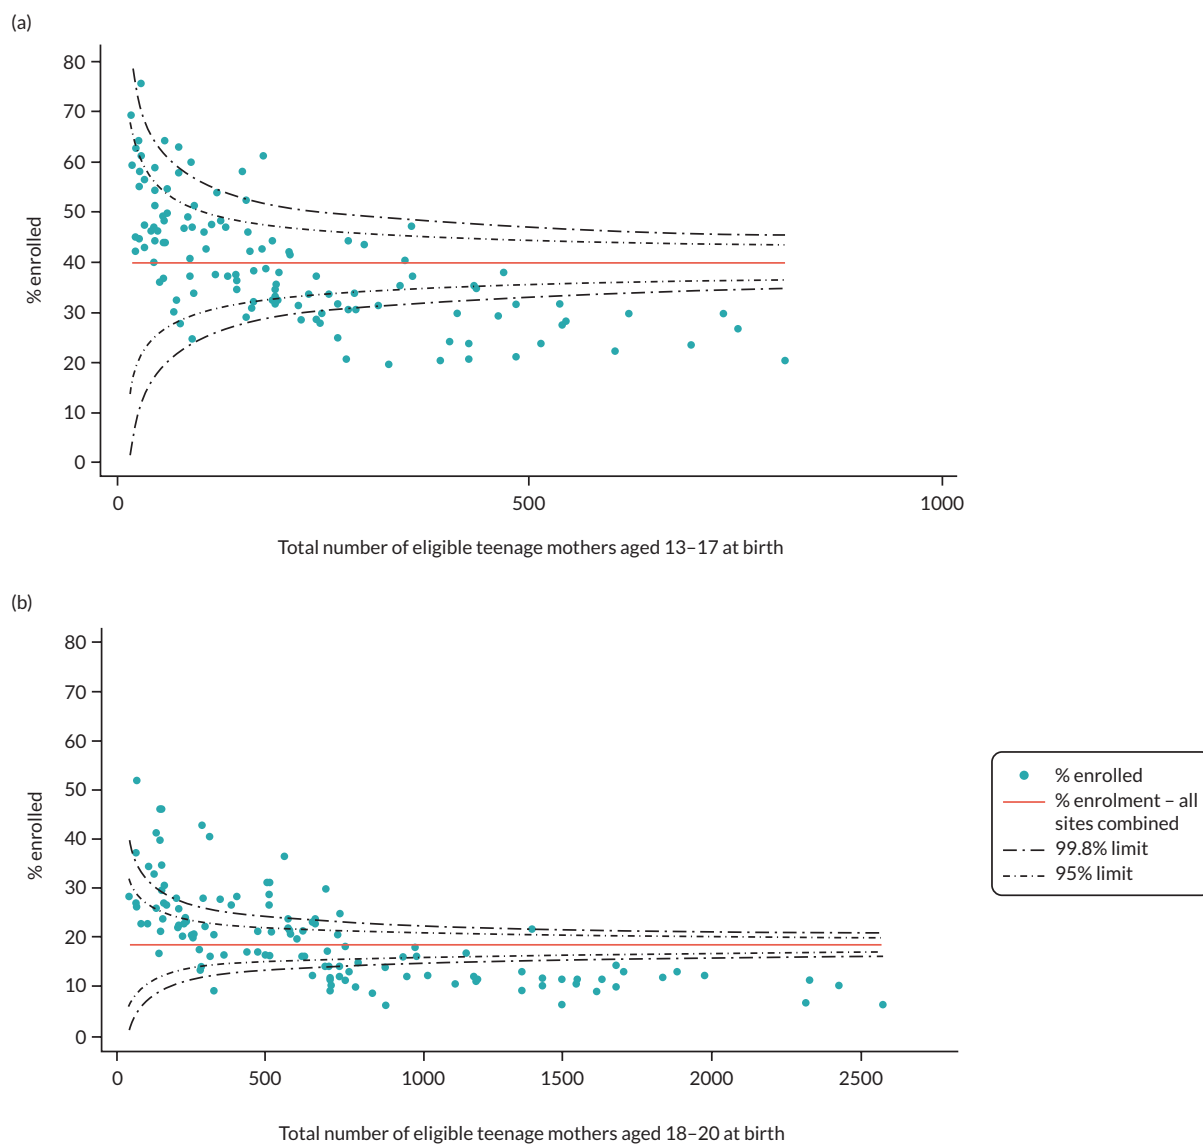 (a)
80
70
60
50
40
30
20
10
0
% enrolled
0 500 1000
Total number of eligible teenage mothers aged 13–17 at birth
(b)
80
70
60
50
40
30
20
10
0
% enrolled
0 500 1000 1500 2000 2500
Total number of eligible teenage mothers aged 18–20 at birth
% enrolled
% enrolment – all
sites combined
99.8% limit
95% limit